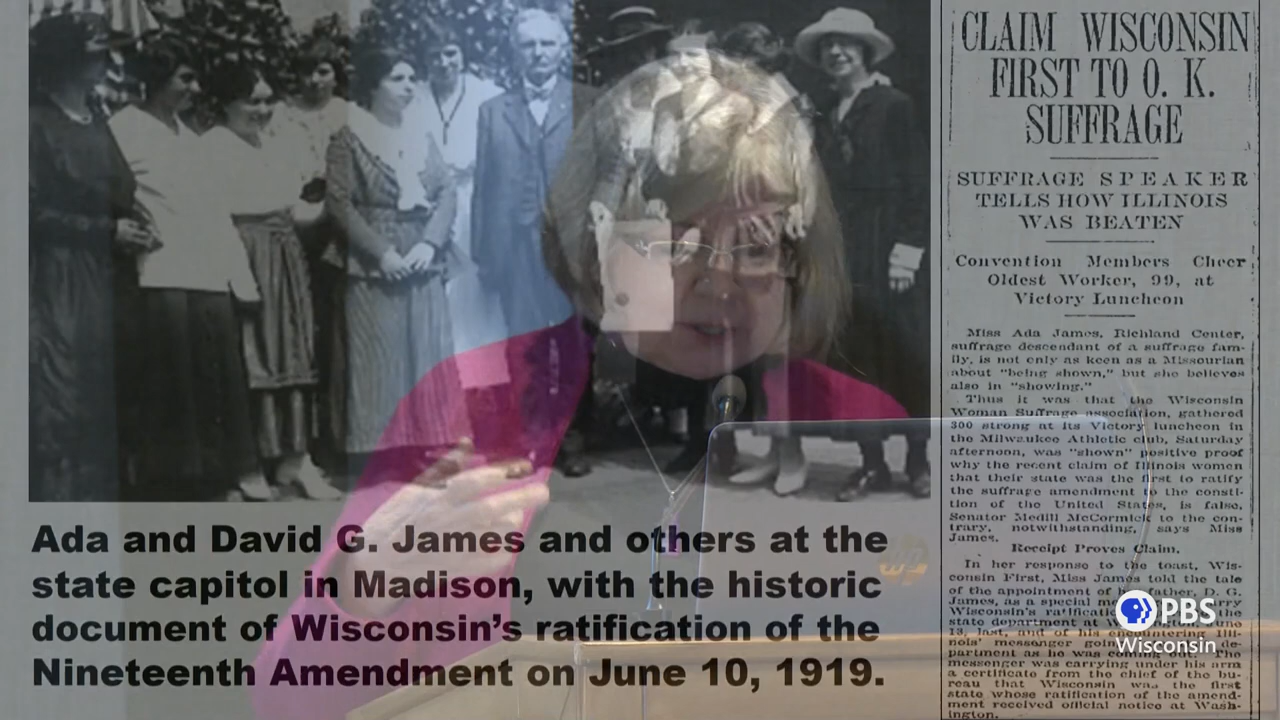 CLAIM WISCONSIN
FIRST TO O. K.
SUFFRAGE
SUFFRAGE SPEAKER
TELLS HOW ILLINOIS
WAS BEATEN
Convention Members Cheer
Oldest Worker, 99, at
Victory Luncheon
Miss Ada James, Richland Center,
suffrage descendant of a suffrage fam-
ily, is not only as keen as a Missourian
about "being shown," but she believes
also in "showing."
Thus it was that the Wisconsin
Woman Suffrage association, gathered
300 strong at its Victory luncheon in
the Milwaukee Athletic club, Saturday
afternoon, was "shown" positive proof
why the recent claim of Illinois women
that their state was the first to ratify
the suffrage amendment to the consti-
tution of the United States, is false,
Senator Medill McCormick to the con-
trary, notwithstanding, says Miss
James.
Receipt Proves Claim.
In her response to the toast, Wis-
consin First, Miss James told the tale
of the appointment of her father, D. G.
James, as a special
Wisconsin's
state department at
13, last, and of his encountering Illi-
nois' messenger
partment as he was coming out. The
messenger was carrying under his arm
a certificate from the chief of the bu-
reau that Wisconsin was the first
state whose ratification of the amend-
ment received official notice at Wash-
ington.
Ada and David G. James and others at the
state capitol in Madison, with the historic
document of Wisconsin's ratification of the
Nineteenth Amendment on June 10, 1919.
hp
PBS
Wisconsin